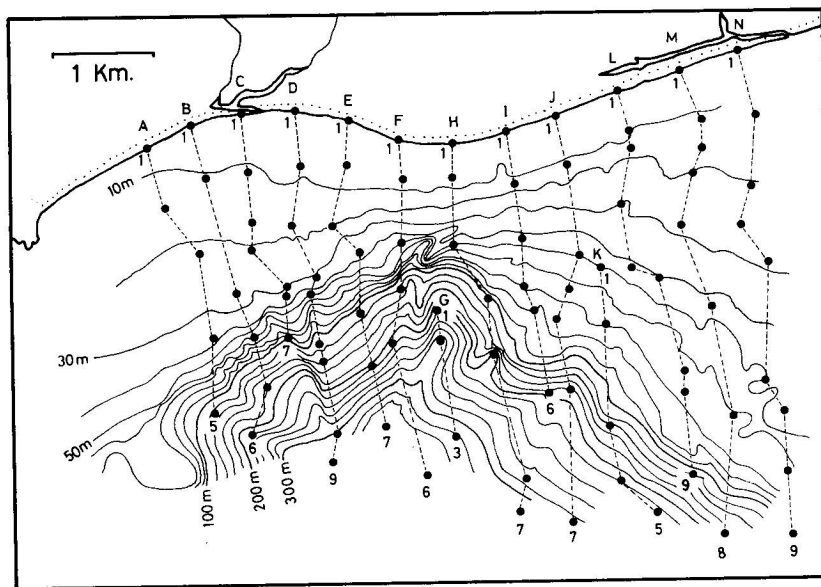 M N
L
1 Km.
C D
A B E F H I J
1 1 1 1 1 1 1 1 1 1 1 1
10m
K
1
G
1
7
30m
50m
5 6 9 7 6 3 7 6 7 5 9 8 9
100 m
200 m
300 m